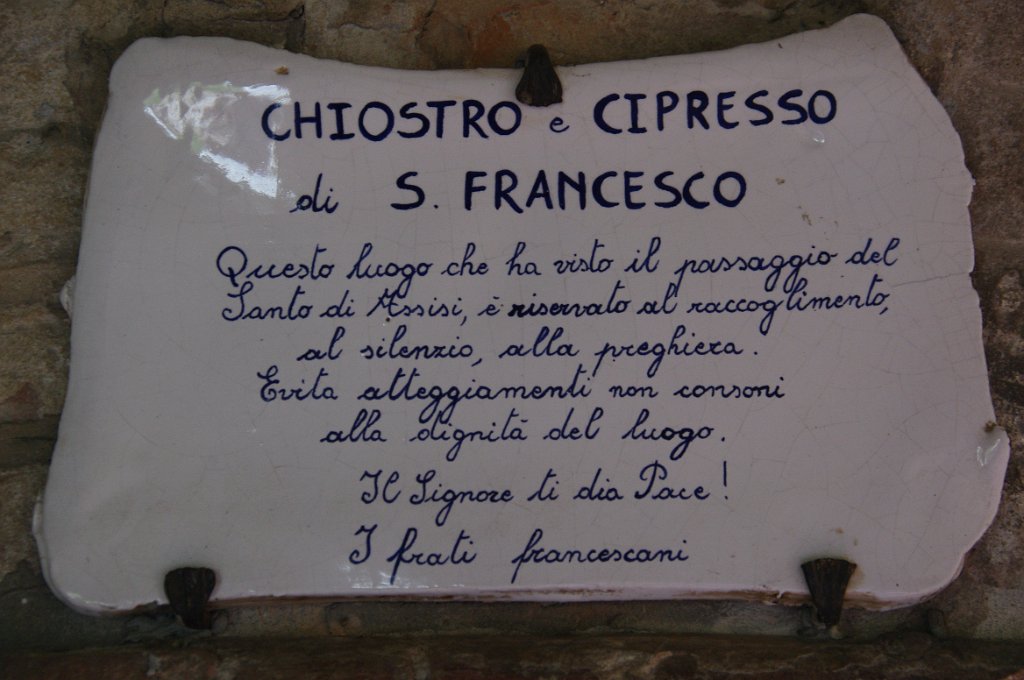 CHIOSTRO e CIPRESSO
di S. FRANCESCO
Questo luogo che ha visto il passaggio del
Santo di Assisi, è riservato al raccoglimento,
al silenzio, alla preghiera.
Evita atteggiamenti non consoni
alla dignità del luogo.
Il Signore ti dia Pace!
I frati francescani